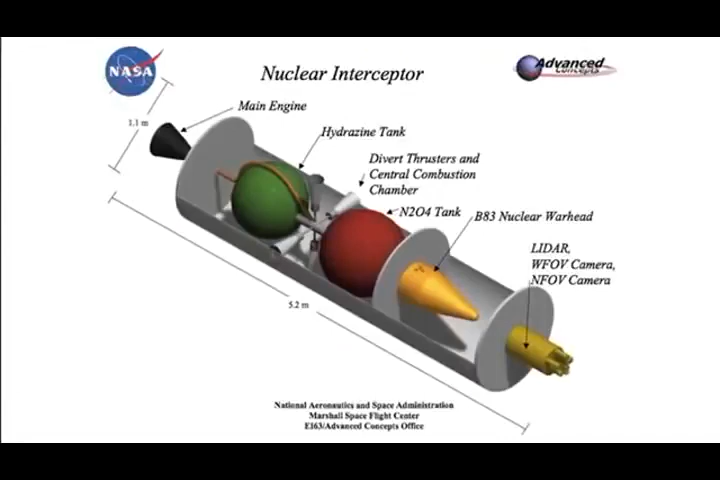 NASA
Nuclear Interceptor
Advanced
Concepts
Main Engine
1.1 m
Hydrazine Tank
Divert Thrusters and
Central Combustion
Chamber
N2O4 Tank
B83 Nuclear Warhead
LIDAR,
WFOV Camera,
NFOV Camera
5.2 m
National Aeronautics and Space Administration
Marshall Space Flight Center
EI63/Advanced Concepts Office